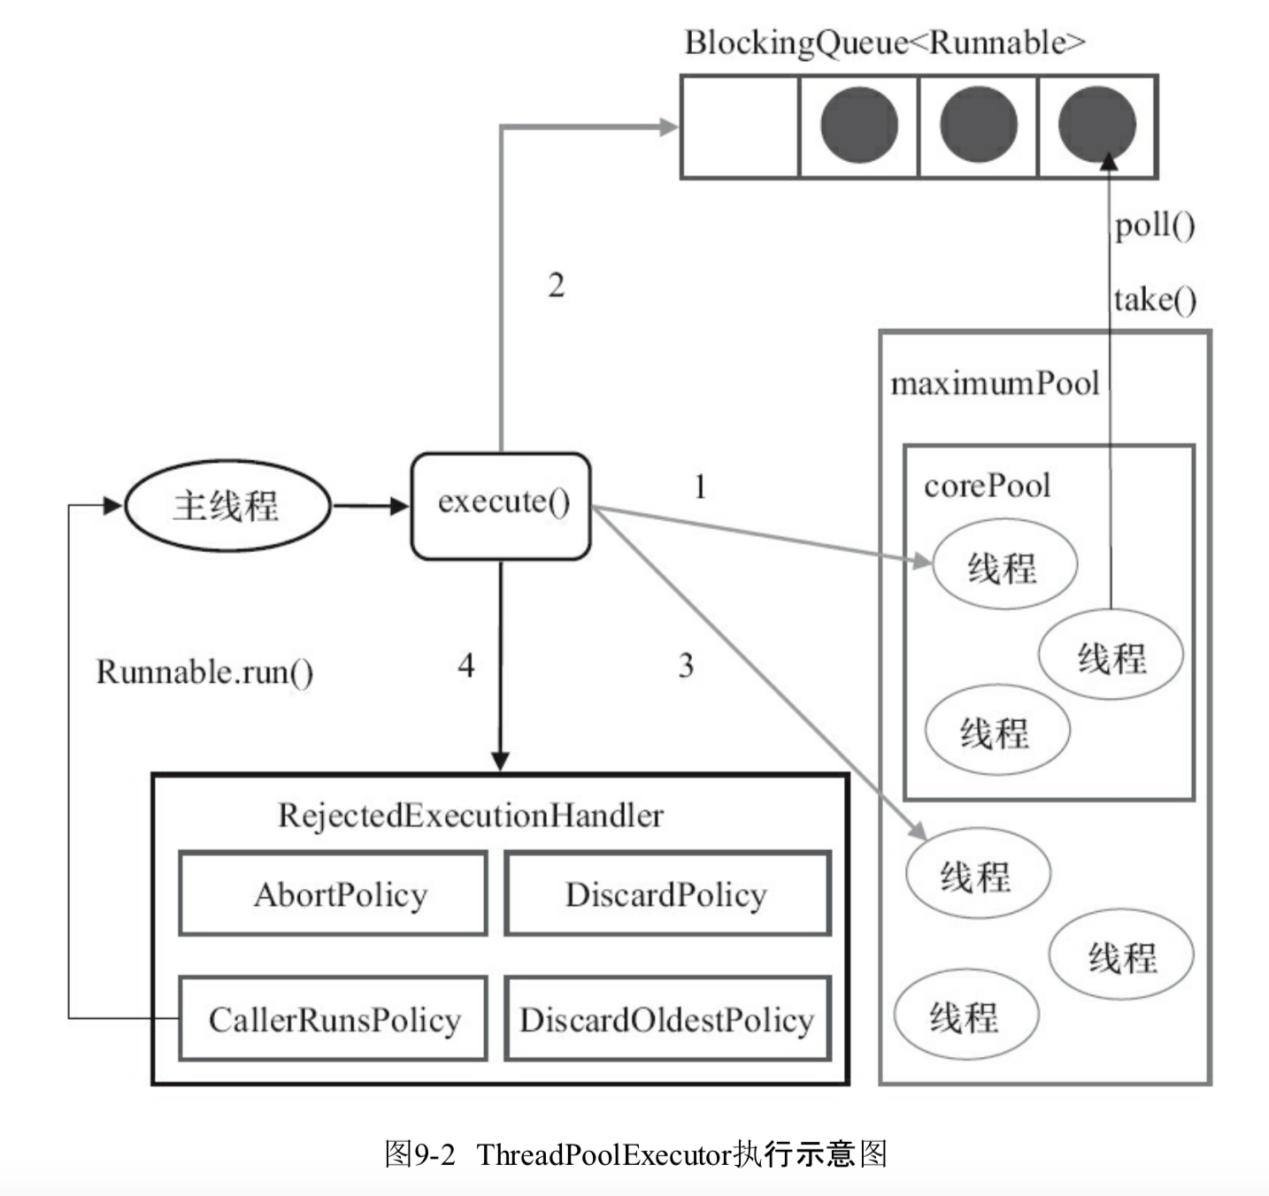 BlockingQueue<Runnable>
poll()
2
take()
maximumPool
corePool
1
execute()
主线程
线程
线程
3
4
Runnable.run()
线程
RejectedExecutionHandler
AbortPolicy
DiscardPolicy
线程
线程
CallerRunsPolicy
DiscardOldestPolicy
线程
图9-2 ThreadPoolExecutor执行示意图